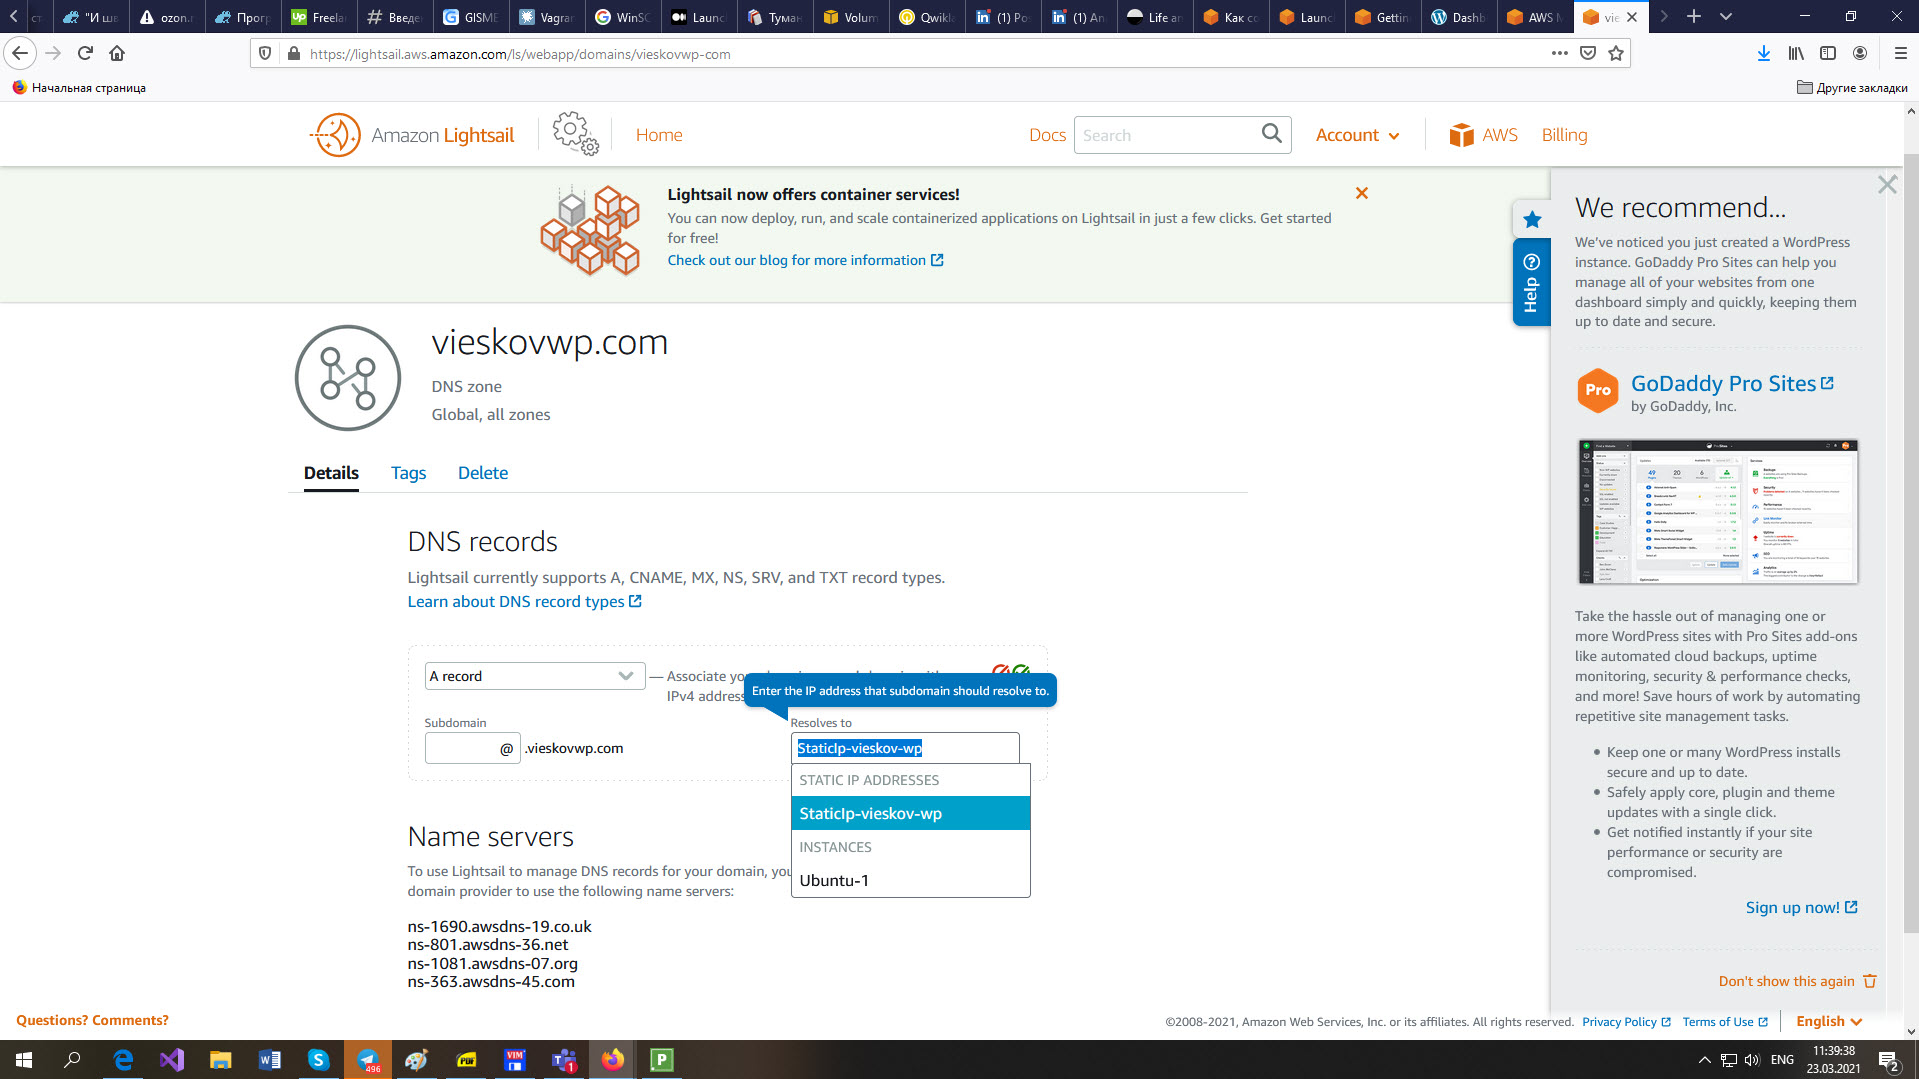 "И шв
ozon.r
Прогр
Freela
Введе
GISME
Vagrar
WinSC
Launc
Туман
Volum
Qwikla
(1) Po
(1) An
Life an
Как со
Launc
Gettin
Dashb
AWS M
vie
https://lightsail.aws.amazon.com/ls/webapp/domains/vieskovwp-com
Начальная страница
Другие закладки
Amazon Lightsail
Home
Docs
Search
Account
AWS
Billing
Lightsail now offers container services!
You can now deploy, run, and scale containerized applications on Lightsail in just a few clicks. Get started
for free!
Check out our blog for more information
Help
vieskovwp.com
DNS zone
Global, all zones
Details
Tags
Delete
DNS records
Lightsail currently supports A, CNAME, MX, NS, SRV, and TXT record types.
Learn about DNS record types
A record
— Associate yo
IPv4 address
Enter the IP address that subdomain should resolve to.
Subdomain
@ .vieskovwp.com
Resolves to
StaticIp-vieskov-wp
STATIC IP ADDRESSES
StaticIp-vieskov-wp
INSTANCES
Ubuntu-1
Name servers
To use Lightsail to manage DNS records for your domain, you
domain provider to use the following name servers:
ns-1690.awsdns-19.co.uk
ns-801.awsdns-36.net
ns-1081.awsdns-07.org
ns-363.awsdns-45.com
We recommend...
We've noticed you just created a WordPress
instance. GoDaddy Pro Sites can help you
manage all of your websites from one
dashboard simply and quickly, keeping them
up to date and secure.
Pro
GoDaddy Pro Sites
by GoDaddy, Inc.
Take the hassle out of managing one or
more WordPress sites with Pro Sites add-ons
like automated cloud backups, uptime
monitoring, security & performance checks,
and more! Save hours of work by automating
repetitive site management tasks.
Keep one or many WordPress installs
secure and up to date.
Safely apply core, plugin and theme
updates with a single click.
Get notified instantly if your site
performance or security are
compromised.
Sign up now!
Don't show this again
Questions? Comments?
©2008-2021, Amazon Web Services, Inc. or its affiliates. All rights reserved.
Privacy Policy
Terms of Use
English
496
PDF
VIM
1
ENG
11:39:38
23.03.2021
2